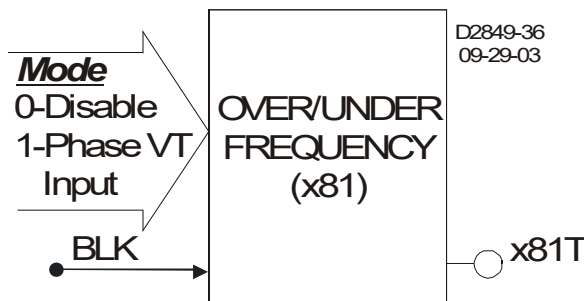 D2849-36
09-29-03
Mode
0-Disable
1-Phase VT
Input
OVER/UNDER
FREQUENCY
(x81)
BLK
x81T